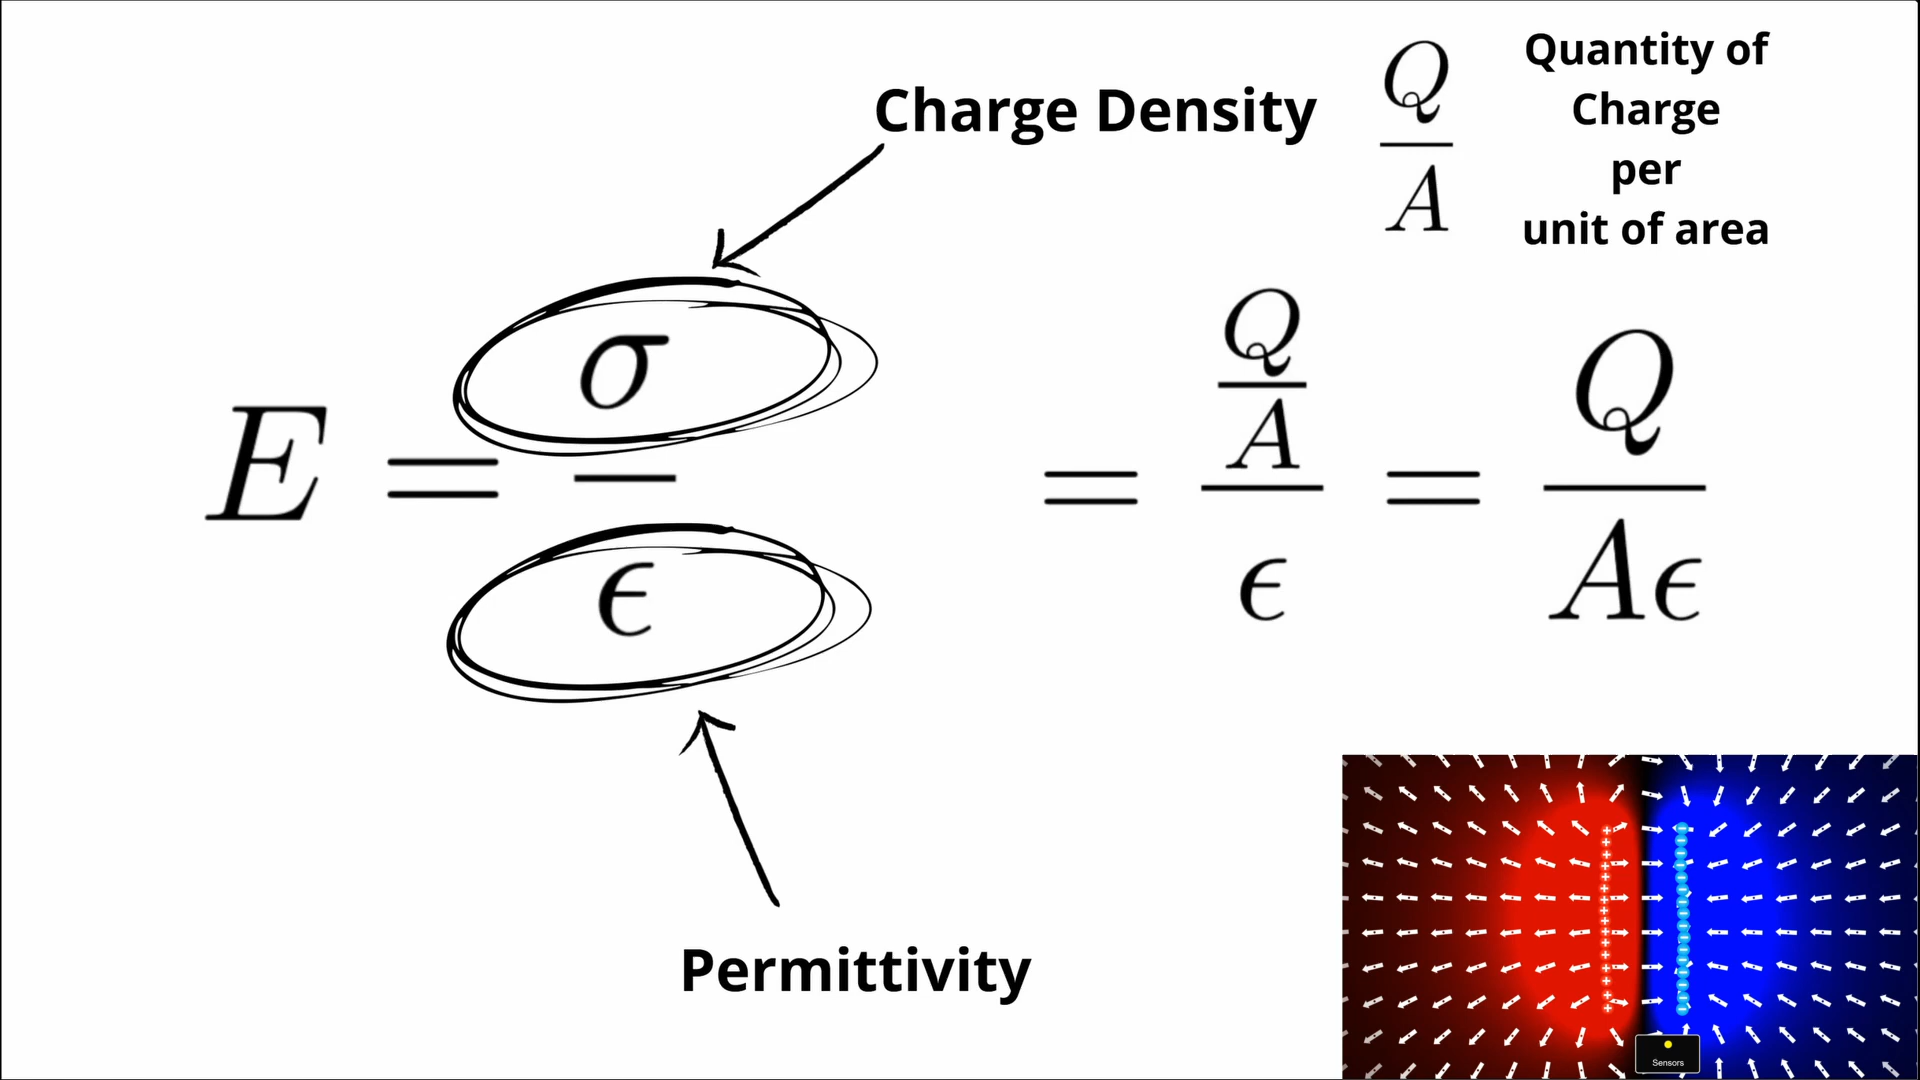 Charge Density
Q/A
Quantity of
Charge
per
unit of area
E = σ/ϵ = (Q/A)/ϵ = Q/(Aϵ)
Permittivity
Sensors